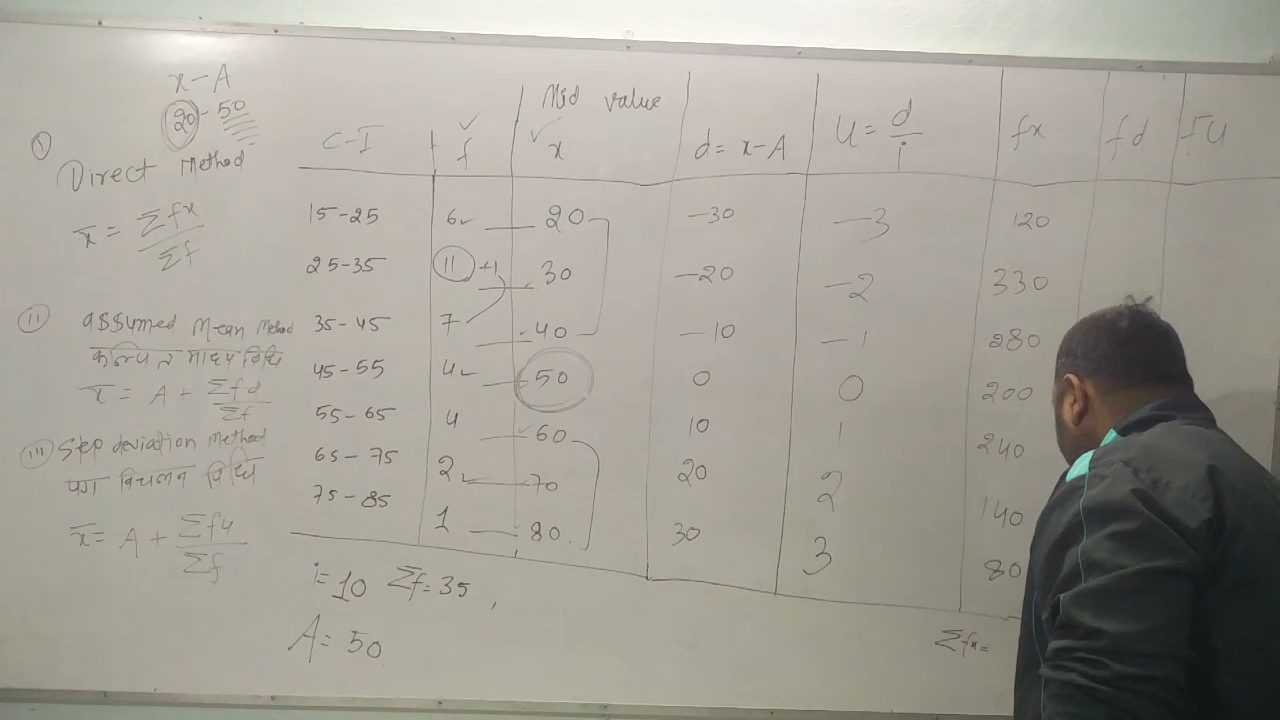 x-A
20-50
① Direct Method
x̄ = Σfx / Σf
② assumed Mean Method
कल्पित माध्य विधि
x̄ = A + Σfd / Σf
③ Step deviation Method
पग विचलन विधि
x̄ = A + Σfu / Σf
Mid value
C-I f x d = x-A U = d/i fx fd fU
15-25 6 20 -30 -3 120
25-35 11 +1 30 -20 -2 330
35-45 7 40 -10 -1 280
45-55 4 50 0 0 200
55-65 4 60 10 1 240
65-75 2 70 20 2 140
75-85 1 80 30 3 80
i=10 Σf=35
A=50
Σfx=